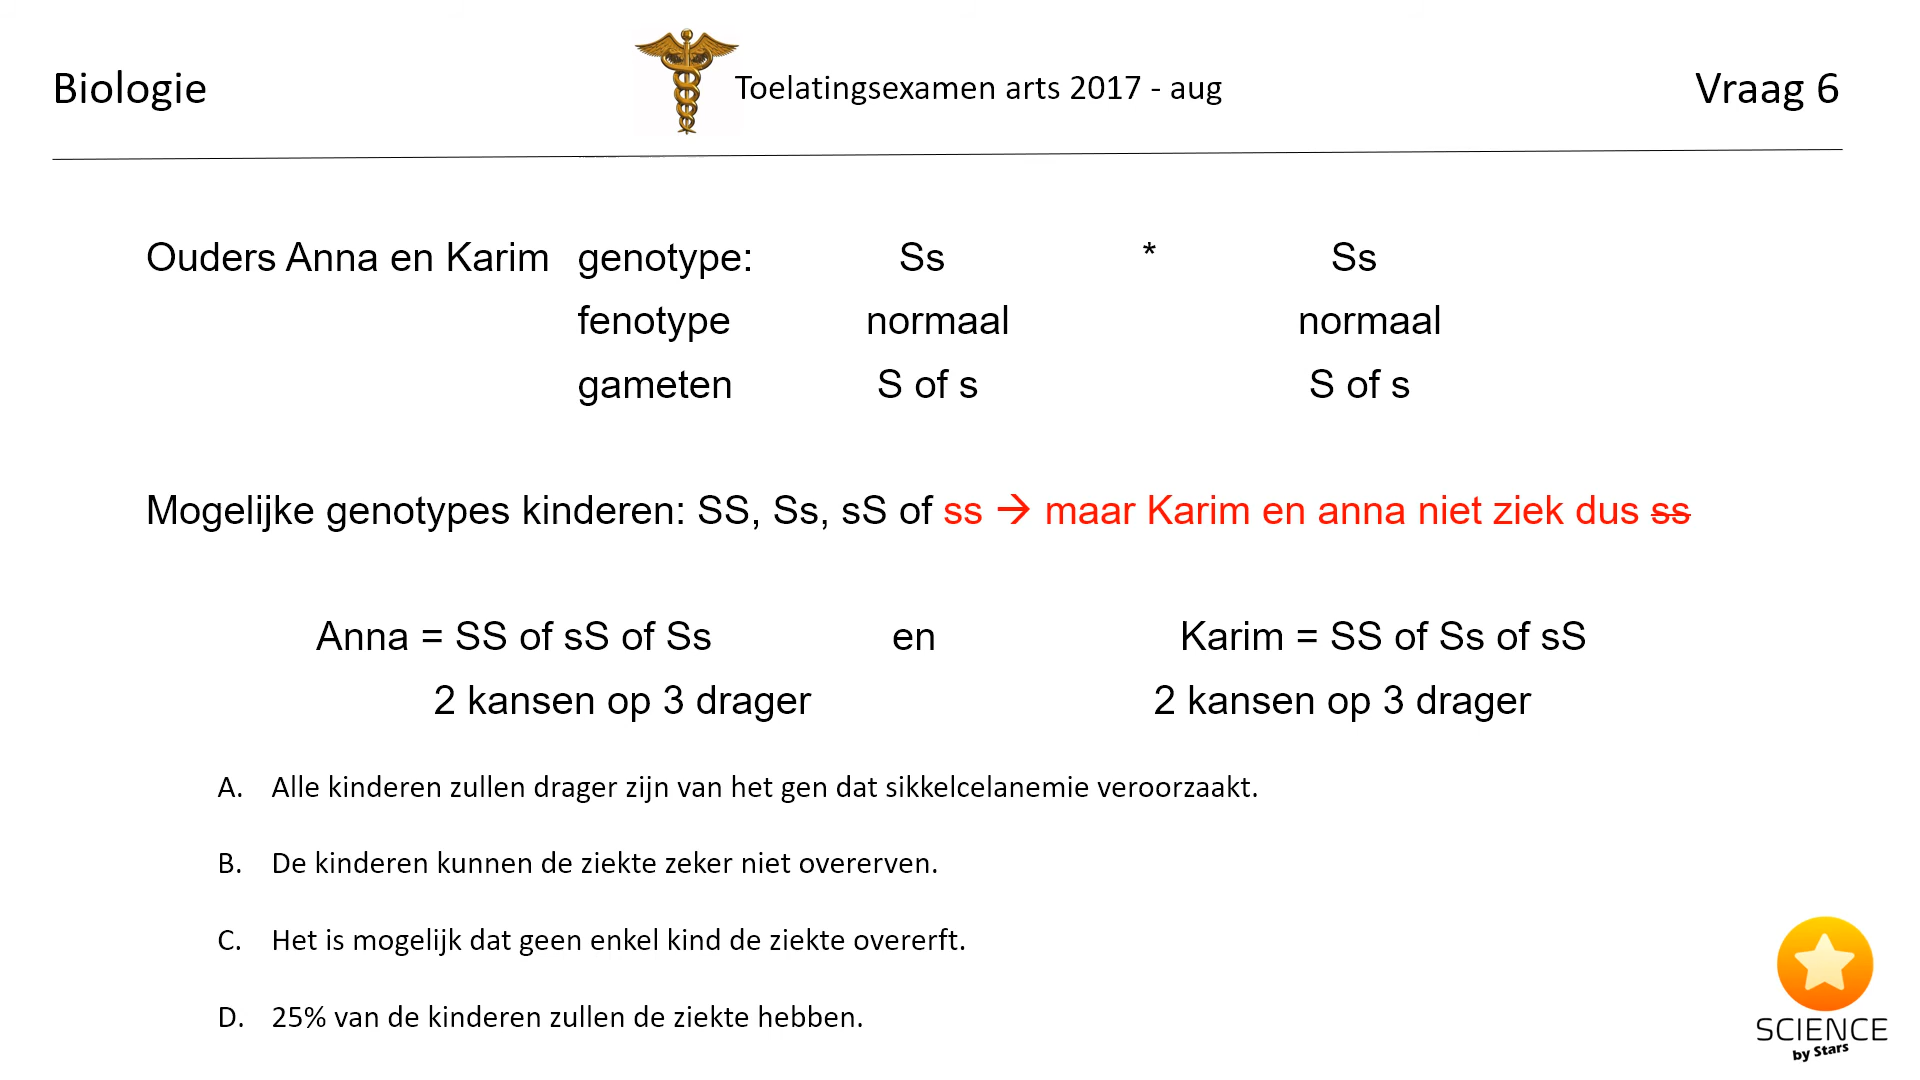 Biologie
Toelatingsexamen arts 2017 - aug
Vraag 6
Ouders Anna en Karim genotype: Ss * Ss
fenotype normaal normaal
gameten S of s S of s
Mogelijke genotypes kinderen: SS, Ss, sS of ss → maar Karim en anna niet ziek dus ss
Anna = SS of sS of Ss en Karim = SS of Ss of sS
2 kansen op 3 drager 2 kansen op 3 drager
A. Alle kinderen zullen drager zijn van het gen dat sikkelcelanemie veroorzaakt.
B. De kinderen kunnen de ziekte zeker niet overerven.
C. Het is mogelijk dat geen enkel kind de ziekte overerft.
D. 25% van de kinderen zullen de ziekte hebben.
SCIENCE
by Stars